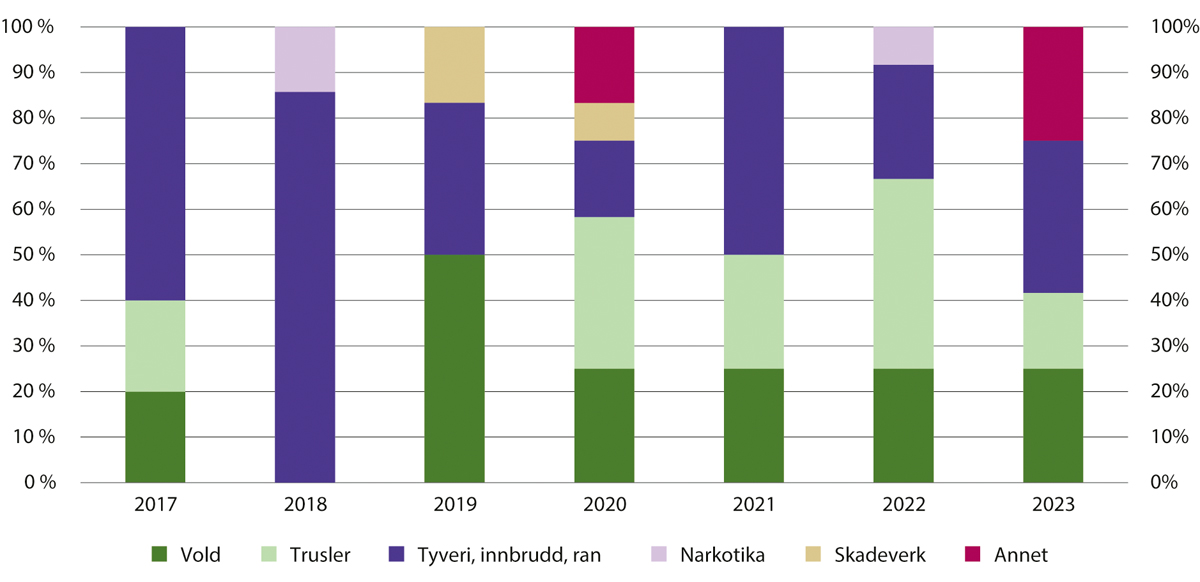 100 % 100%
90 % 90%
80 % 80%
70 % 70%
60 % 60%
50 % 50%
40 % 40%
30 % 30%
20 % 20%
10 % 10%
0 % 0%
2017 2018 2019 2020 2021 2022 2023
Vold Trusler Tyveri, innbrudd, ran Narkotika Skadeverk Annet